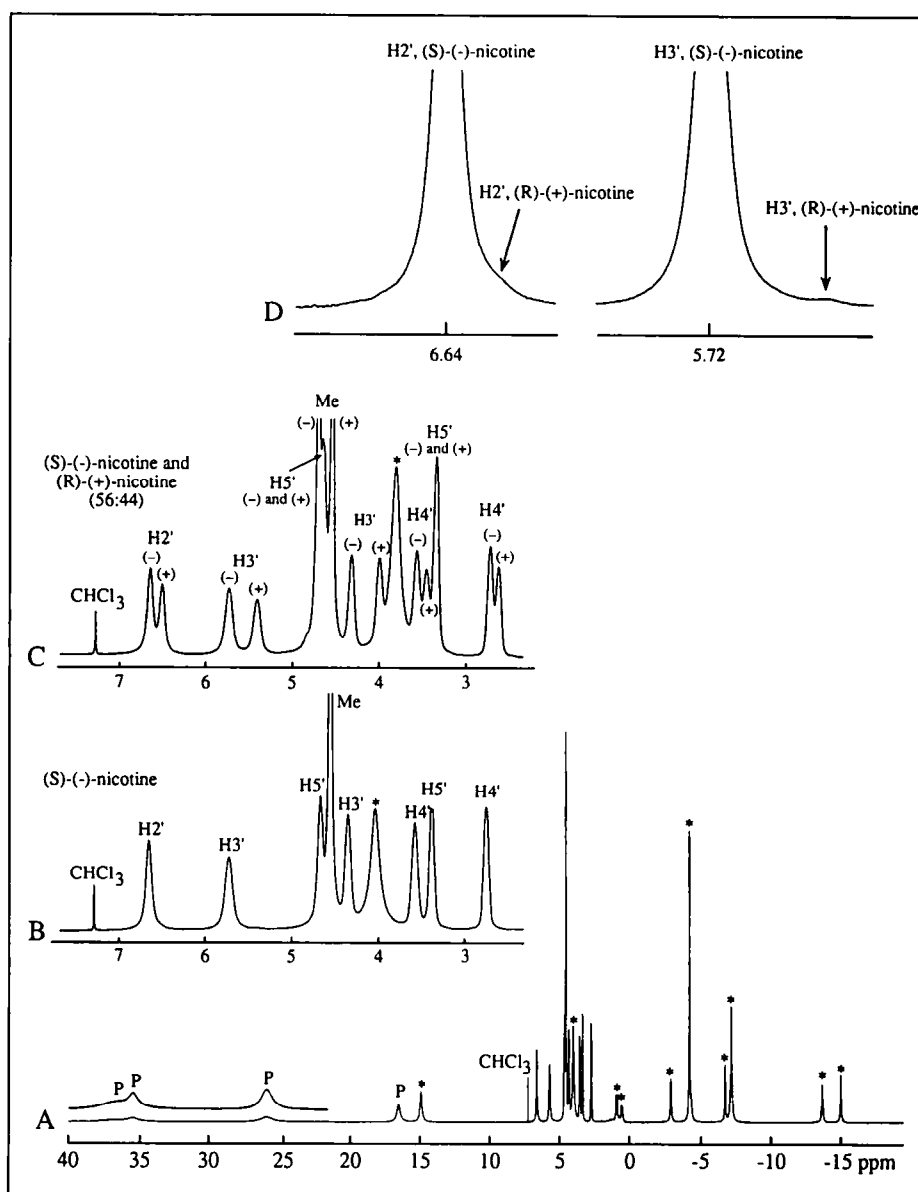 H2', (S)-(-)-nicotine
H3', (S)-(-)-nicotine
H2', (R)-(+)-nicotine
H3', (R)-(+)-nicotine
D
6.64
5.72
Me
(-) (+)
(S)-(-)-nicotine and
(R)-(+)-nicotine
(56:44)
H5'
(-) and (+)
*
H5'
(-) and (+)
H2'
(-) (+)
H3'
(-) (+)
H3'
(-) (+)
H4'
(-)
(+)
H4'
(-) (+)
CHCl3
C
7 6 5 4 3
Me
(S)-(-)-nicotine
H2'
H3'
H5'
H3'
*
H4'
H5'
H4'
CHCl3
B
7 6 5 4 3
P P P P * CHCl3 * * * * * * * * *
A
40 35 30 25 20 15 10 5 0 -5 -10 -15 ppm